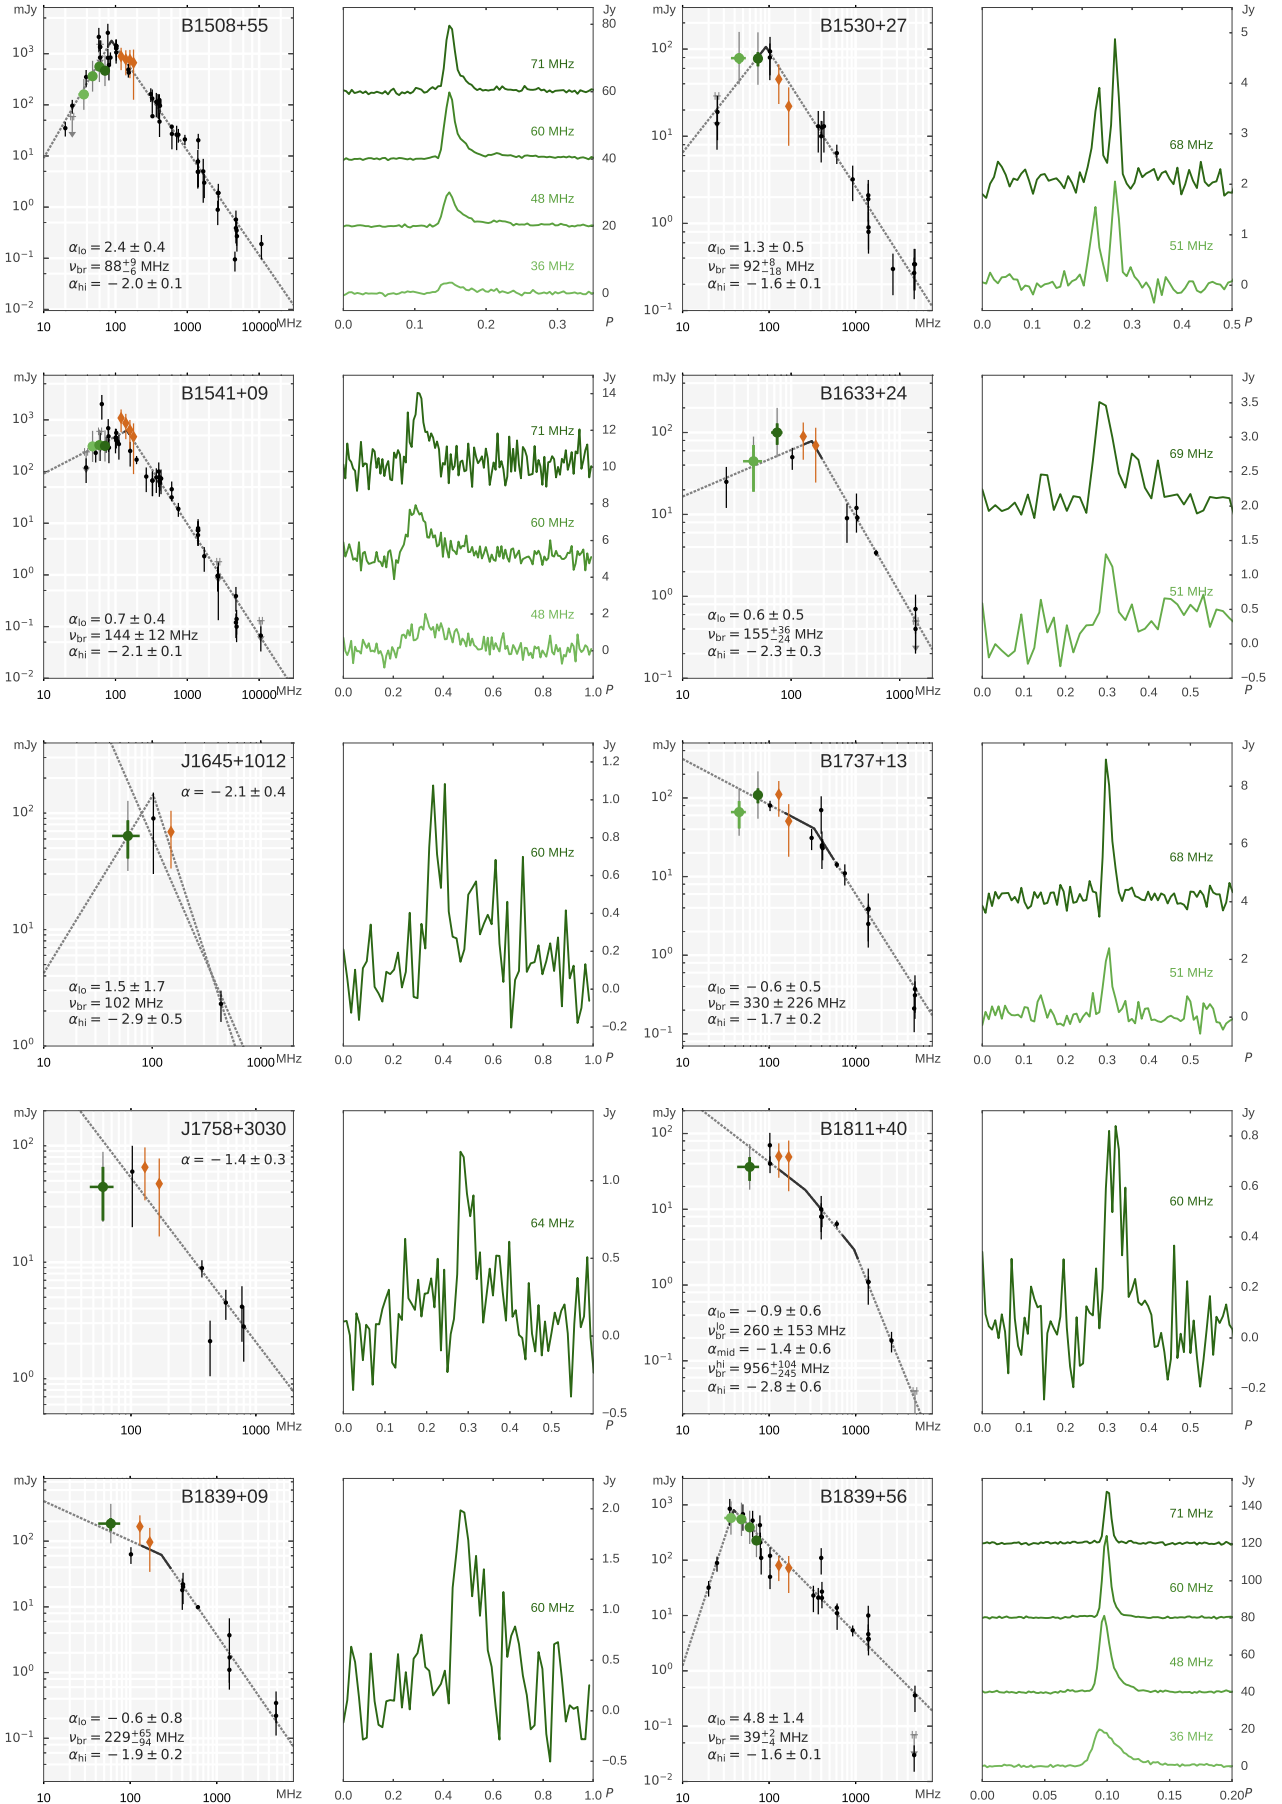 B1508+55
mJy
10³
10²
10¹
10⁰
10⁻¹
10⁻²
α_lo = 2.4 ± 0.4
ν_br = 88⁺⁹₋₆ MHz
α_hi = −2.0 ± 0.1
10 100 1000 10000 MHz
Jy
80
60
40
20
0
71 MHz
60 MHz
48 MHz
36 MHz
0.0 0.1 0.2 0.3 P
B1530+27
mJy
10²
10¹
10⁰
10⁻¹
α_lo = 1.3 ± 0.5
ν_br = 92⁺⁸₋₁₈ MHz
α_hi = −1.6 ± 0.1
10 100 1000 MHz
Jy
5
4
3
2
1
0
68 MHz
51 MHz
0.0 0.1 0.2 0.3 0.4 0.5
P
B1541+09
mJy
10³
10²
10¹
10⁰
10⁻¹
10⁻²
α_lo = 0.7 ± 0.4
ν_br = 144 ± 12 MHz
α_hi = −2.1 ± 0.1
10 100 1000 10000 MHz
Jy
14
12
10
8
6
4
2
0
71 MHz
60 MHz
48 MHz
0.0 0.2 0.4 0.6 0.8 1.0 P
B1633+24
mJy
10²
10¹
10⁰
10⁻¹
α_lo = 0.6 ± 0.5
ν_br = 155⁺³⁶₋₂₄ MHz
α_hi = −2.3 ± 0.3
10 100 1000 MHz
Jy
3.5
3.0
2.5
2.0
1.5
1.0
0.5
0.0
−0.5
69 MHz
51 MHz
0.0 0.1 0.2 0.3 0.4 0.5 P
J1645+1012
α = −2.1 ± 0.4
mJy
10²
10¹
10⁰
α_lo = 1.5 ± 1.7
ν_br = 102 MHz
α_hi = −2.9 ± 0.5
10 100 1000 MHz
Jy
1.2
1.0
0.8
0.6
0.4
0.2
0.0
−0.2
60 MHz
0.0 0.2 0.4 0.6 0.8 1.0 P
B1737+13
mJy
10²
10¹
10⁰
10⁻¹
α_lo = −0.6 ± 0.5
ν_br = 330 ± 226 MHz
α_hi = −1.7 ± 0.2
10 100 1000 MHz
Jy
8
6
4
2
0
68 MHz
51 MHz
0.0 0.1 0.2 0.3 0.4 0.5 P
J1758+3030
α = −1.4 ± 0.3
mJy
10²
10¹
10⁰
100 1000 MHz
Jy
1.0
0.5
0.0
−0.5
64 MHz
0.0 0.1 0.2 0.3 0.4 0.5 P
B1811+40
mJy
10²
10¹
10⁰
10⁻¹
α_lo = −0.9 ± 0.6
ν_br^lo = 260 ± 153 MHz
α_mid = −1.4 ± 0.6
ν_br^hi = 956⁺¹⁰⁴₋₂₄₅ MHz
α_hi = −2.8 ± 0.6
10 100 1000 MHz
Jy
0.8
0.6
0.4
0.2
0.0
−0.2
60 MHz
0.0 0.1 0.2 0.3 0.4 0.5 P
B1839+09
mJy
10²
10¹
10⁰
10⁻¹
α_lo = −0.6 ± 0.8
ν_br = 229⁺⁶⁵₋₉₄ MHz
α_hi = −1.9 ± 0.2
10 100 1000 MHz
Jy
2.0
1.5
1.0
0.5
0.0
−0.5
60 MHz
0.0 0.2 0.4 0.6 0.8 1.0 P
B1839+56
mJy
10³
10²
10¹
10⁰
10⁻¹
10⁻²
α_lo = 4.8 ± 1.4
ν_br = 39⁺²₋₄ MHz
α_hi = −1.6 ± 0.1
10 100 1000 MHz
Jy
140
120
100
80
60
40
20
0
71 MHz
60 MHz
48 MHz
36 MHz
0.00 0.05 0.10 0.15 0.20 P